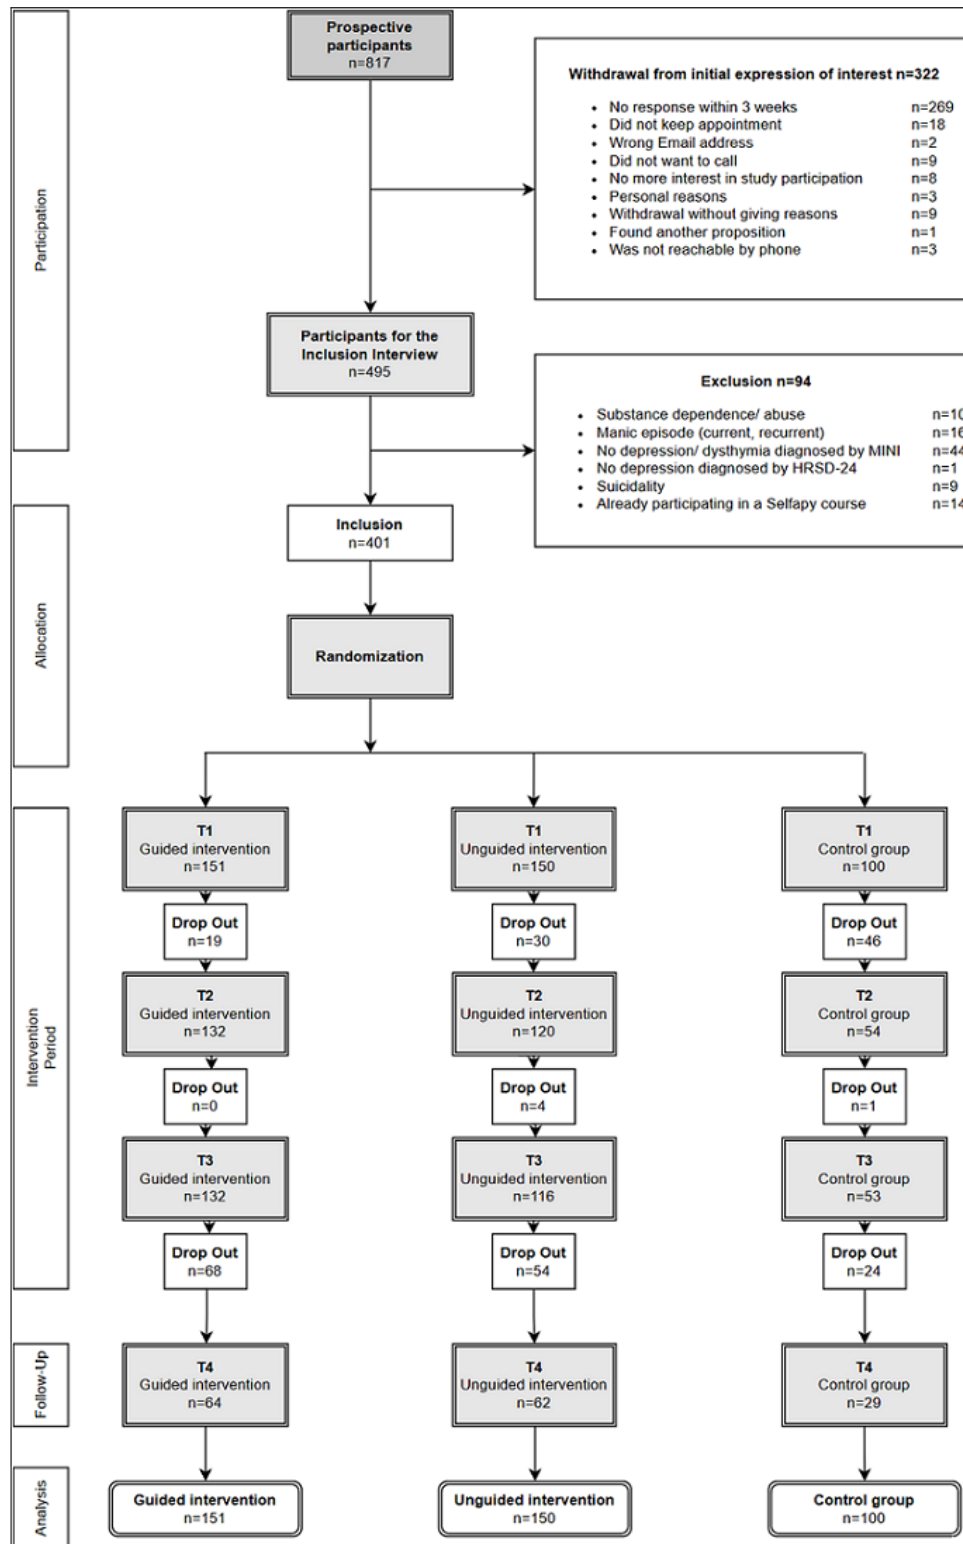 Prospective
participants
n=817
Withdrawal from initial expression of interest n=322
• No response within 3 weeks n=269
• Did not keep appointment n=18
• Wrong Email address n=2
• Did not want to call n=9
• No more interest in study participation n=8
• Personal reasons n=3
• Withdrawal without giving reasons n=9
• Found another proposition n=1
• Was not reachable by phone n=3
Participation
Participants for the
Inclusion Interview
n=495
Exclusion n=94
• Substance dependence/ abuse n=10
• Manic episode (current, recurrent) n=16
• No depression/ dysthymia diagnosed by MINI n=44
• No depression diagnosed by HRSD-24 n=1
• Suicidality n=9
• Already participating in a Selfapy course n=14
Inclusion
n=401
Allocation
Randomization
Intervention
Period
T1
Guided intervention
n=151
T1
Unguided intervention
n=150
T1
Control group
n=100
Drop Out
n=19
Drop Out
n=30
Drop Out
n=46
T2
Guided intervention
n=132
T2
Unguided intervention
n=120
T2
Control group
n=54
Drop Out
n=0
Drop Out
n=4
Drop Out
n=1
T3
Guided intervention
n=132
T3
Unguided intervention
n=116
T3
Control group
n=53
Drop Out
n=68
Drop Out
n=54
Drop Out
n=24
Follow-Up
T4
Guided intervention
n=64
T4
Unguided intervention
n=62
T4
Control group
n=29
Analysis
Guided intervention
n=151
Unguided intervention
n=150
Control group
n=100